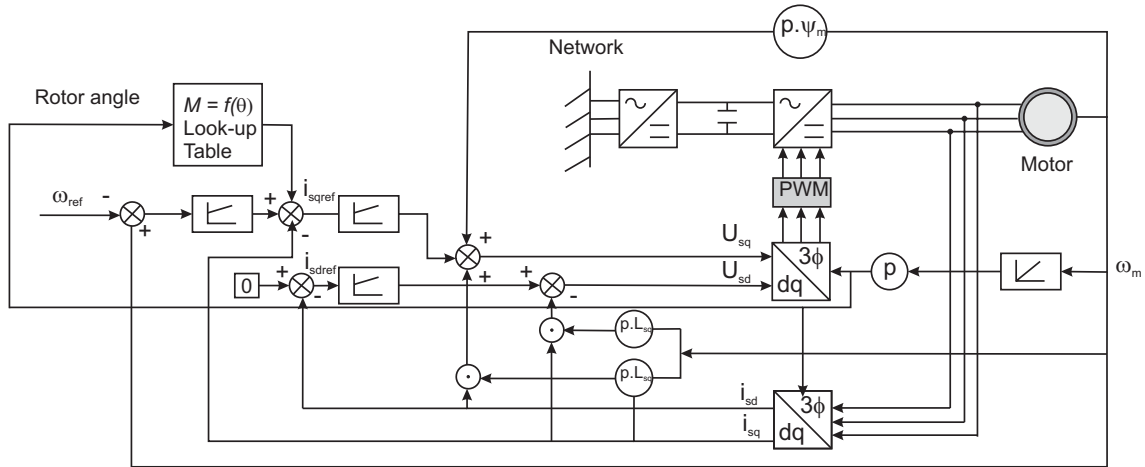 p.ψm
Network
Rotor angle
M = f(θ)
Look-up
Table
Motor
ωref
-
+
+
-
isqref
PWM
+
+
Usq
3ϕ
dq
p
ωm
0
+
-
isdref
+
-
Usd
p.Lsq
p.Lsq
isd
isq
3ϕ
dq